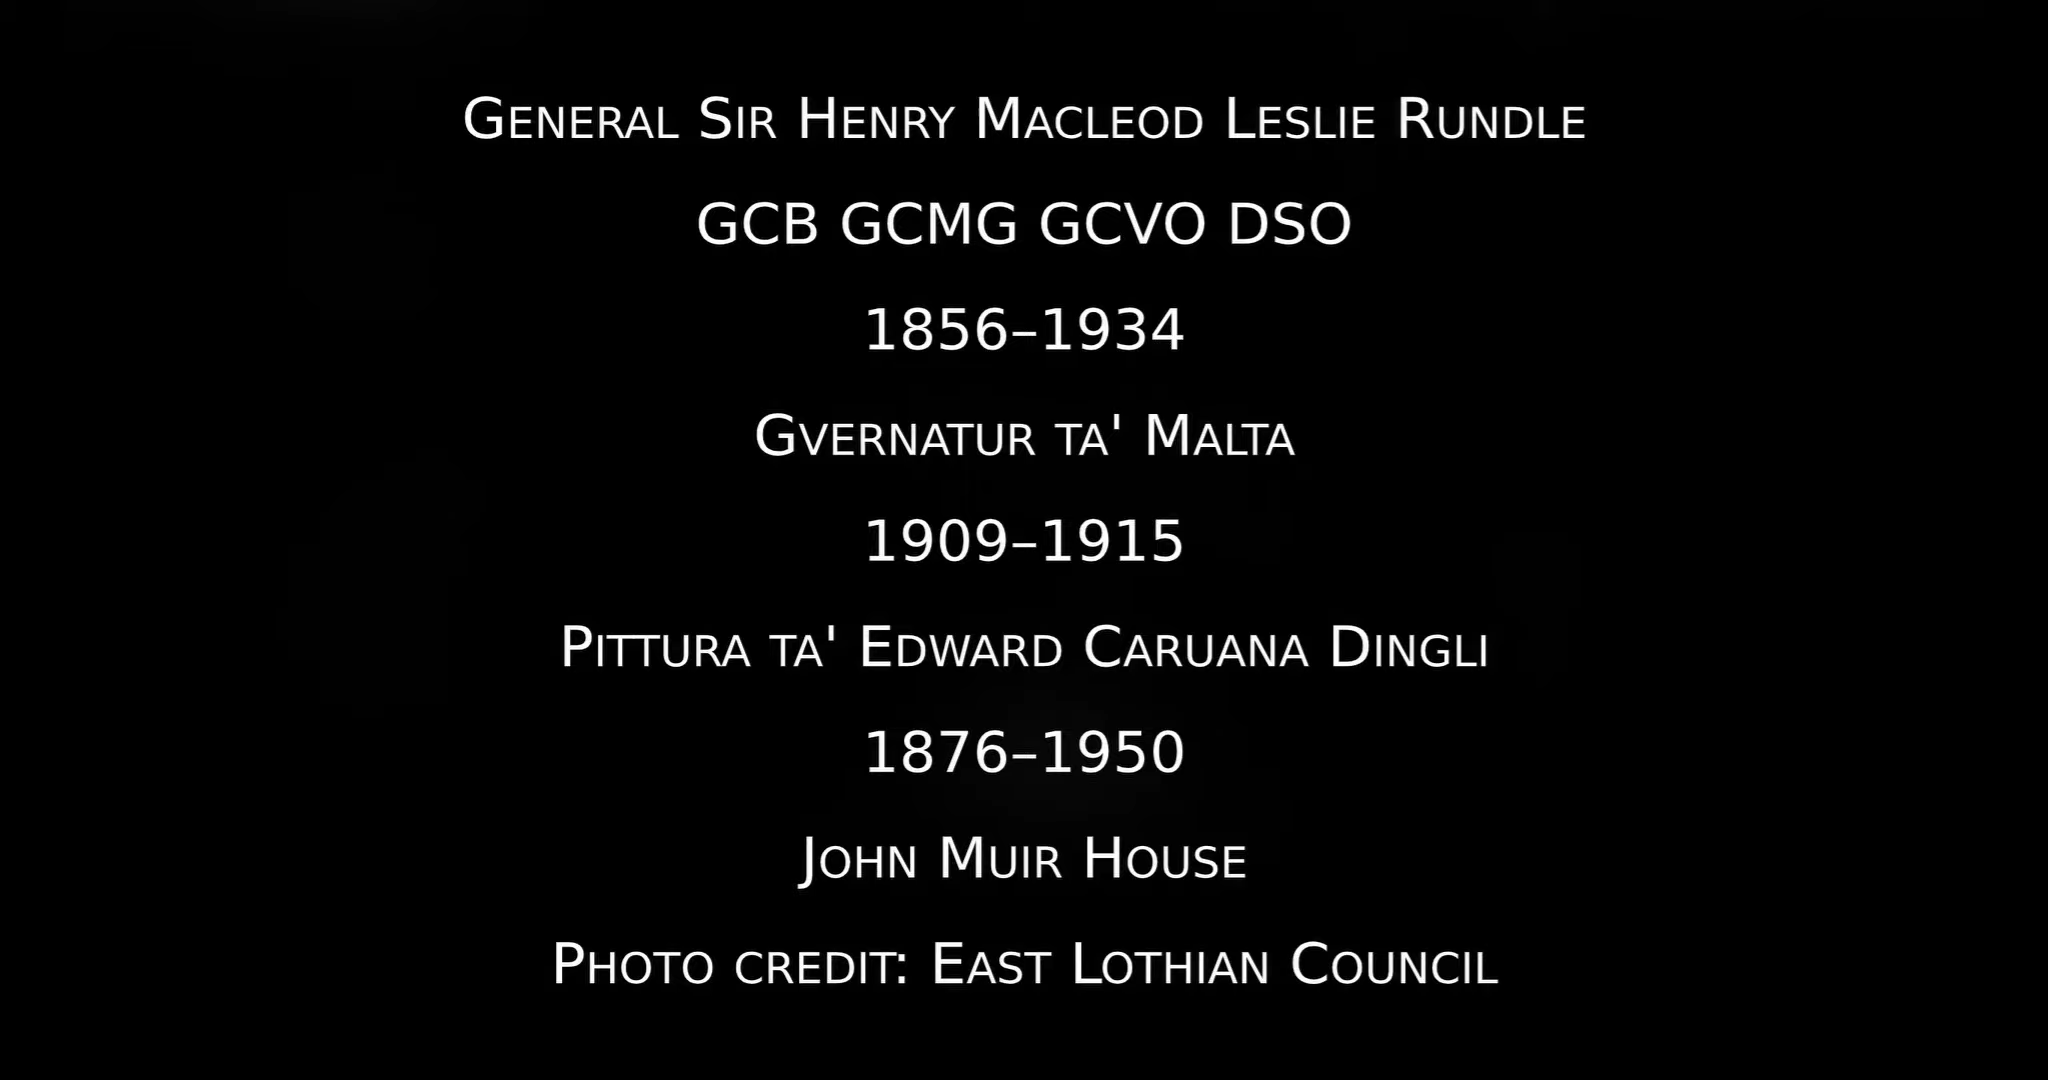 General Sir Henry Macleod Leslie Rundle
GCB GCMG GCVO DSO
1856–1934
Gvernatur ta' Malta
1909–1915
Pittura ta' Edward Caruana Dingli
1876–1950
John Muir House
Photo credit: East Lothian Council